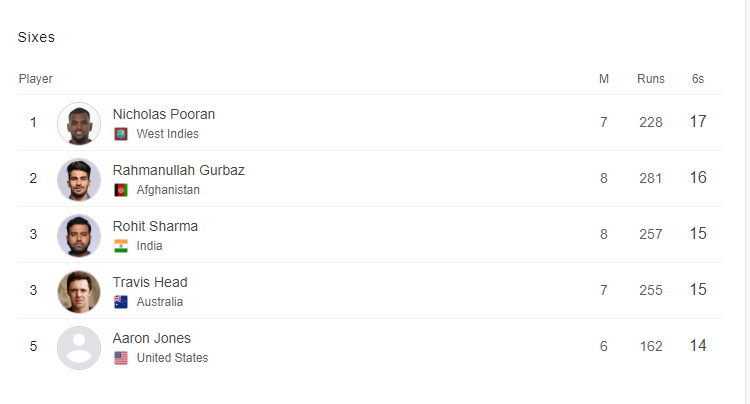 Sixes
Player M Runs 6s
1 Nicholas Pooran 7 228 17
West Indies
2 Rahmanullah Gurbaz 8 281 16
Afghanistan
3 Rohit Sharma 8 257 15
India
3 Travis Head 7 255 15
Australia
5 Aaron Jones 6 162 14
United States